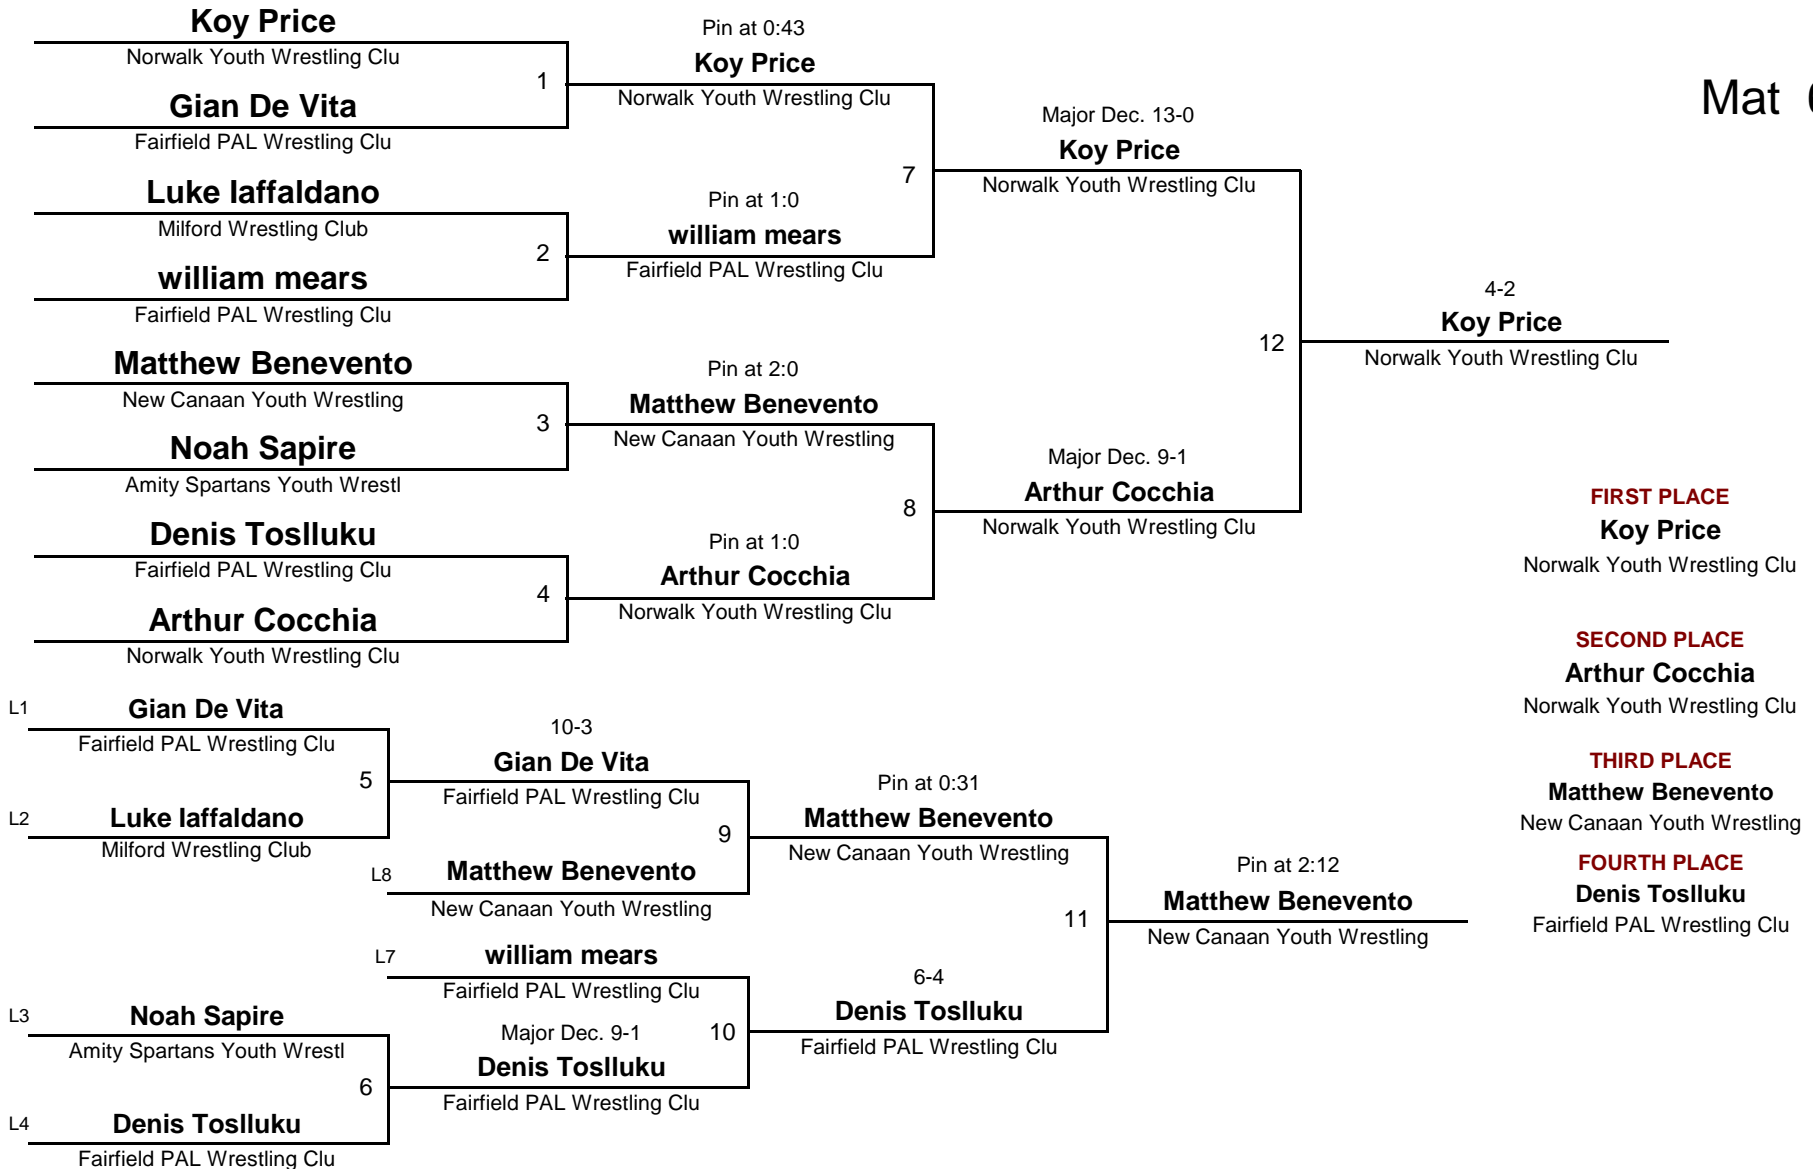 Koy Price
Norwalk Youth Wrestling Clu
1
Gian De Vita
Fairfield PAL Wrestling Clu
Luke Iaffaldano
Milford Wrestling Club
2
william mears
Fairfield PAL Wrestling Clu
Matthew Benevento
New Canaan Youth Wrestling
3
Noah Sapire
Amity Spartans Youth Wrestl
Denis Toslluku
Fairfield PAL Wrestling Clu
4
Arthur Cocchia
Norwalk Youth Wrestling Clu
Pin at 0:43
Koy Price
Norwalk Youth Wrestling Clu
7
Pin at 1:0
william mears
Fairfield PAL Wrestling Clu
Pin at 2:0
Matthew Benevento
New Canaan Youth Wrestling
8
Pin at 1:0
Arthur Cocchia
Norwalk Youth Wrestling Clu
Major Dec. 13-0
Koy Price
Norwalk Youth Wrestling Clu
12
Major Dec. 9-1
Arthur Cocchia
Norwalk Youth Wrestling Clu
4-2
Koy Price
Norwalk Youth Wrestling Clu
Mat
L1
Gian De Vita
Fairfield PAL Wrestling Clu
5
L2
Luke Iaffaldano
Milford Wrestling Club
L3
Noah Sapire
Amity Spartans Youth Wrestl
6
L4
Denis Toslluku
Fairfield PAL Wrestling Clu
10-3
Gian De Vita
Fairfield PAL Wrestling Clu
9
L8
Matthew Benevento
New Canaan Youth Wrestling
L7
william mears
Fairfield PAL Wrestling Clu
10
Major Dec. 9-1
Denis Toslluku
Fairfield PAL Wrestling Clu
Pin at 0:31
Matthew Benevento
New Canaan Youth Wrestling
11
6-4
Denis Toslluku
Fairfield PAL Wrestling Clu
Pin at 2:12
Matthew Benevento
New Canaan Youth Wrestling
FIRST PLACE
Koy Price
Norwalk Youth Wrestling Clu
SECOND PLACE
Arthur Cocchia
Norwalk Youth Wrestling Clu
THIRD PLACE
Matthew Benevento
New Canaan Youth Wrestling
FOURTH PLACE
Denis Toslluku
Fairfield PAL Wrestling Clu